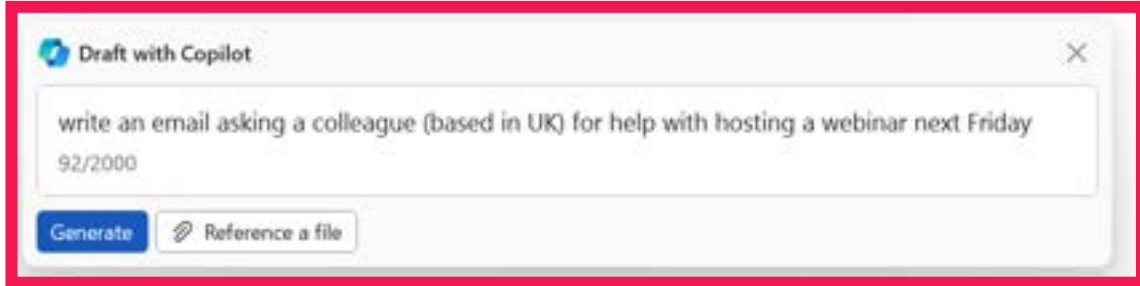 Draft with Copilot
write an email asking a colleague (based in UK) for help with hosting a webinar next Friday
92/2000
Generate
Reference a file